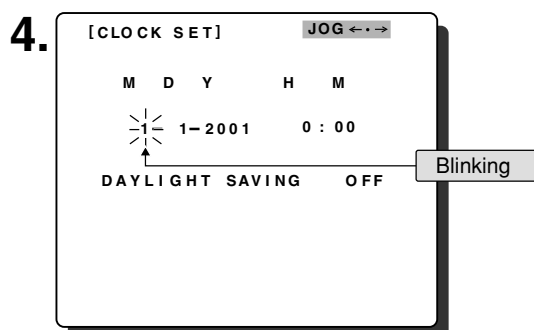 4.
[CLOCK SET] JOG ←·→
M D Y H M
1– 1–2001 0 : 00
Blinking
DAYLIGHT SAVING OFF